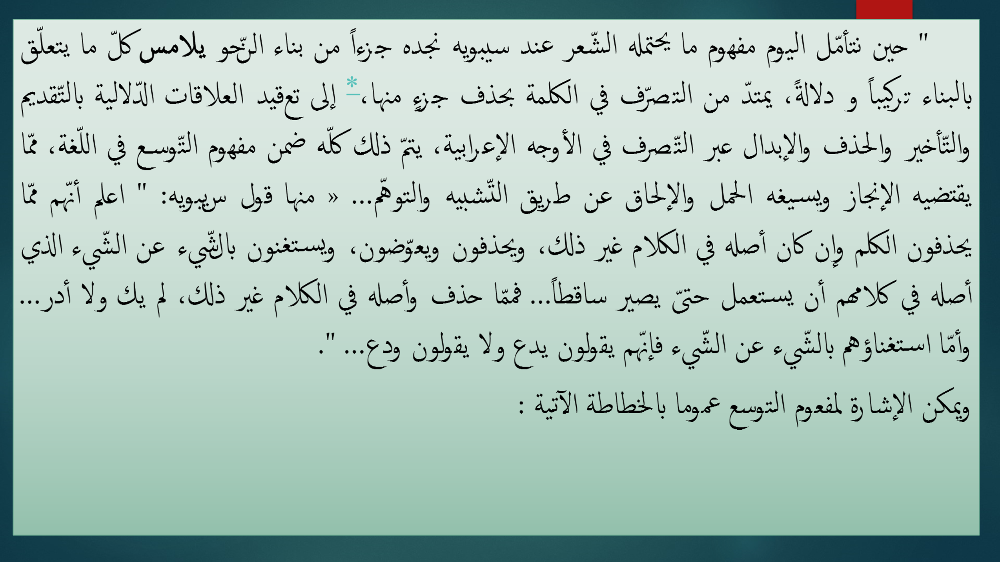 " حين نتأمّل اليوم مفهوم ما يحتمله الشّعر عند سيبويه نجده جزءاً من بناء النّحو يلامس كلّ ما يتعلّق
بالبناء تركيباً و دلالةً، يمتدّ من التصرّف في الكلمة بحذف جزءٍ منها،* إلى تعقيد العلاقات الدّلالية بالتّقديم
والتّأخير والحذف والإبدال عبر التّصرف في الأوجه الإعرابية، يتمّ ذلك كلّه ضمن مفهوم التّوسع في اللّغة، ممّا
يقتضيه الإنجاز ويسيغه الحمل والإلحاق عن طريق التّشبيه والتوهّم... » منها قول سيبويه: " اعلم أنّهم ممّا
يحذفون الكلم وإن كان أصله في الكلام غير ذلك، ويحذفون ويعوّضون، ويستغنون بالشّيء عن الشّيء الذي
أصله في كلامهم أن يستعمل حتىّ يصير ساقطاً... فممّا حذف وأصله في الكلام غير ذلك، لم يك ولا أدر...
وأمّا استغناؤهم بالشّيء عن الشّيء فإنّهم يقولون يدع ولا يقولون ودع... ".
ويمكن الإشارة لمفعوم التوسع عموما بالخطاطة الآتية :